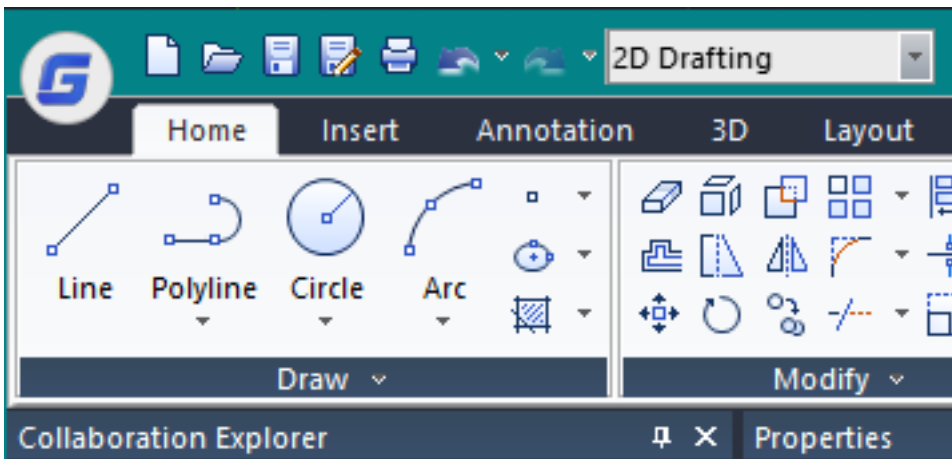 G
2D Drafting
Home Insert Annotation 3D Layout
Line Polyline Circle Arc
Draw Modify
Collaboration Explorer Properties